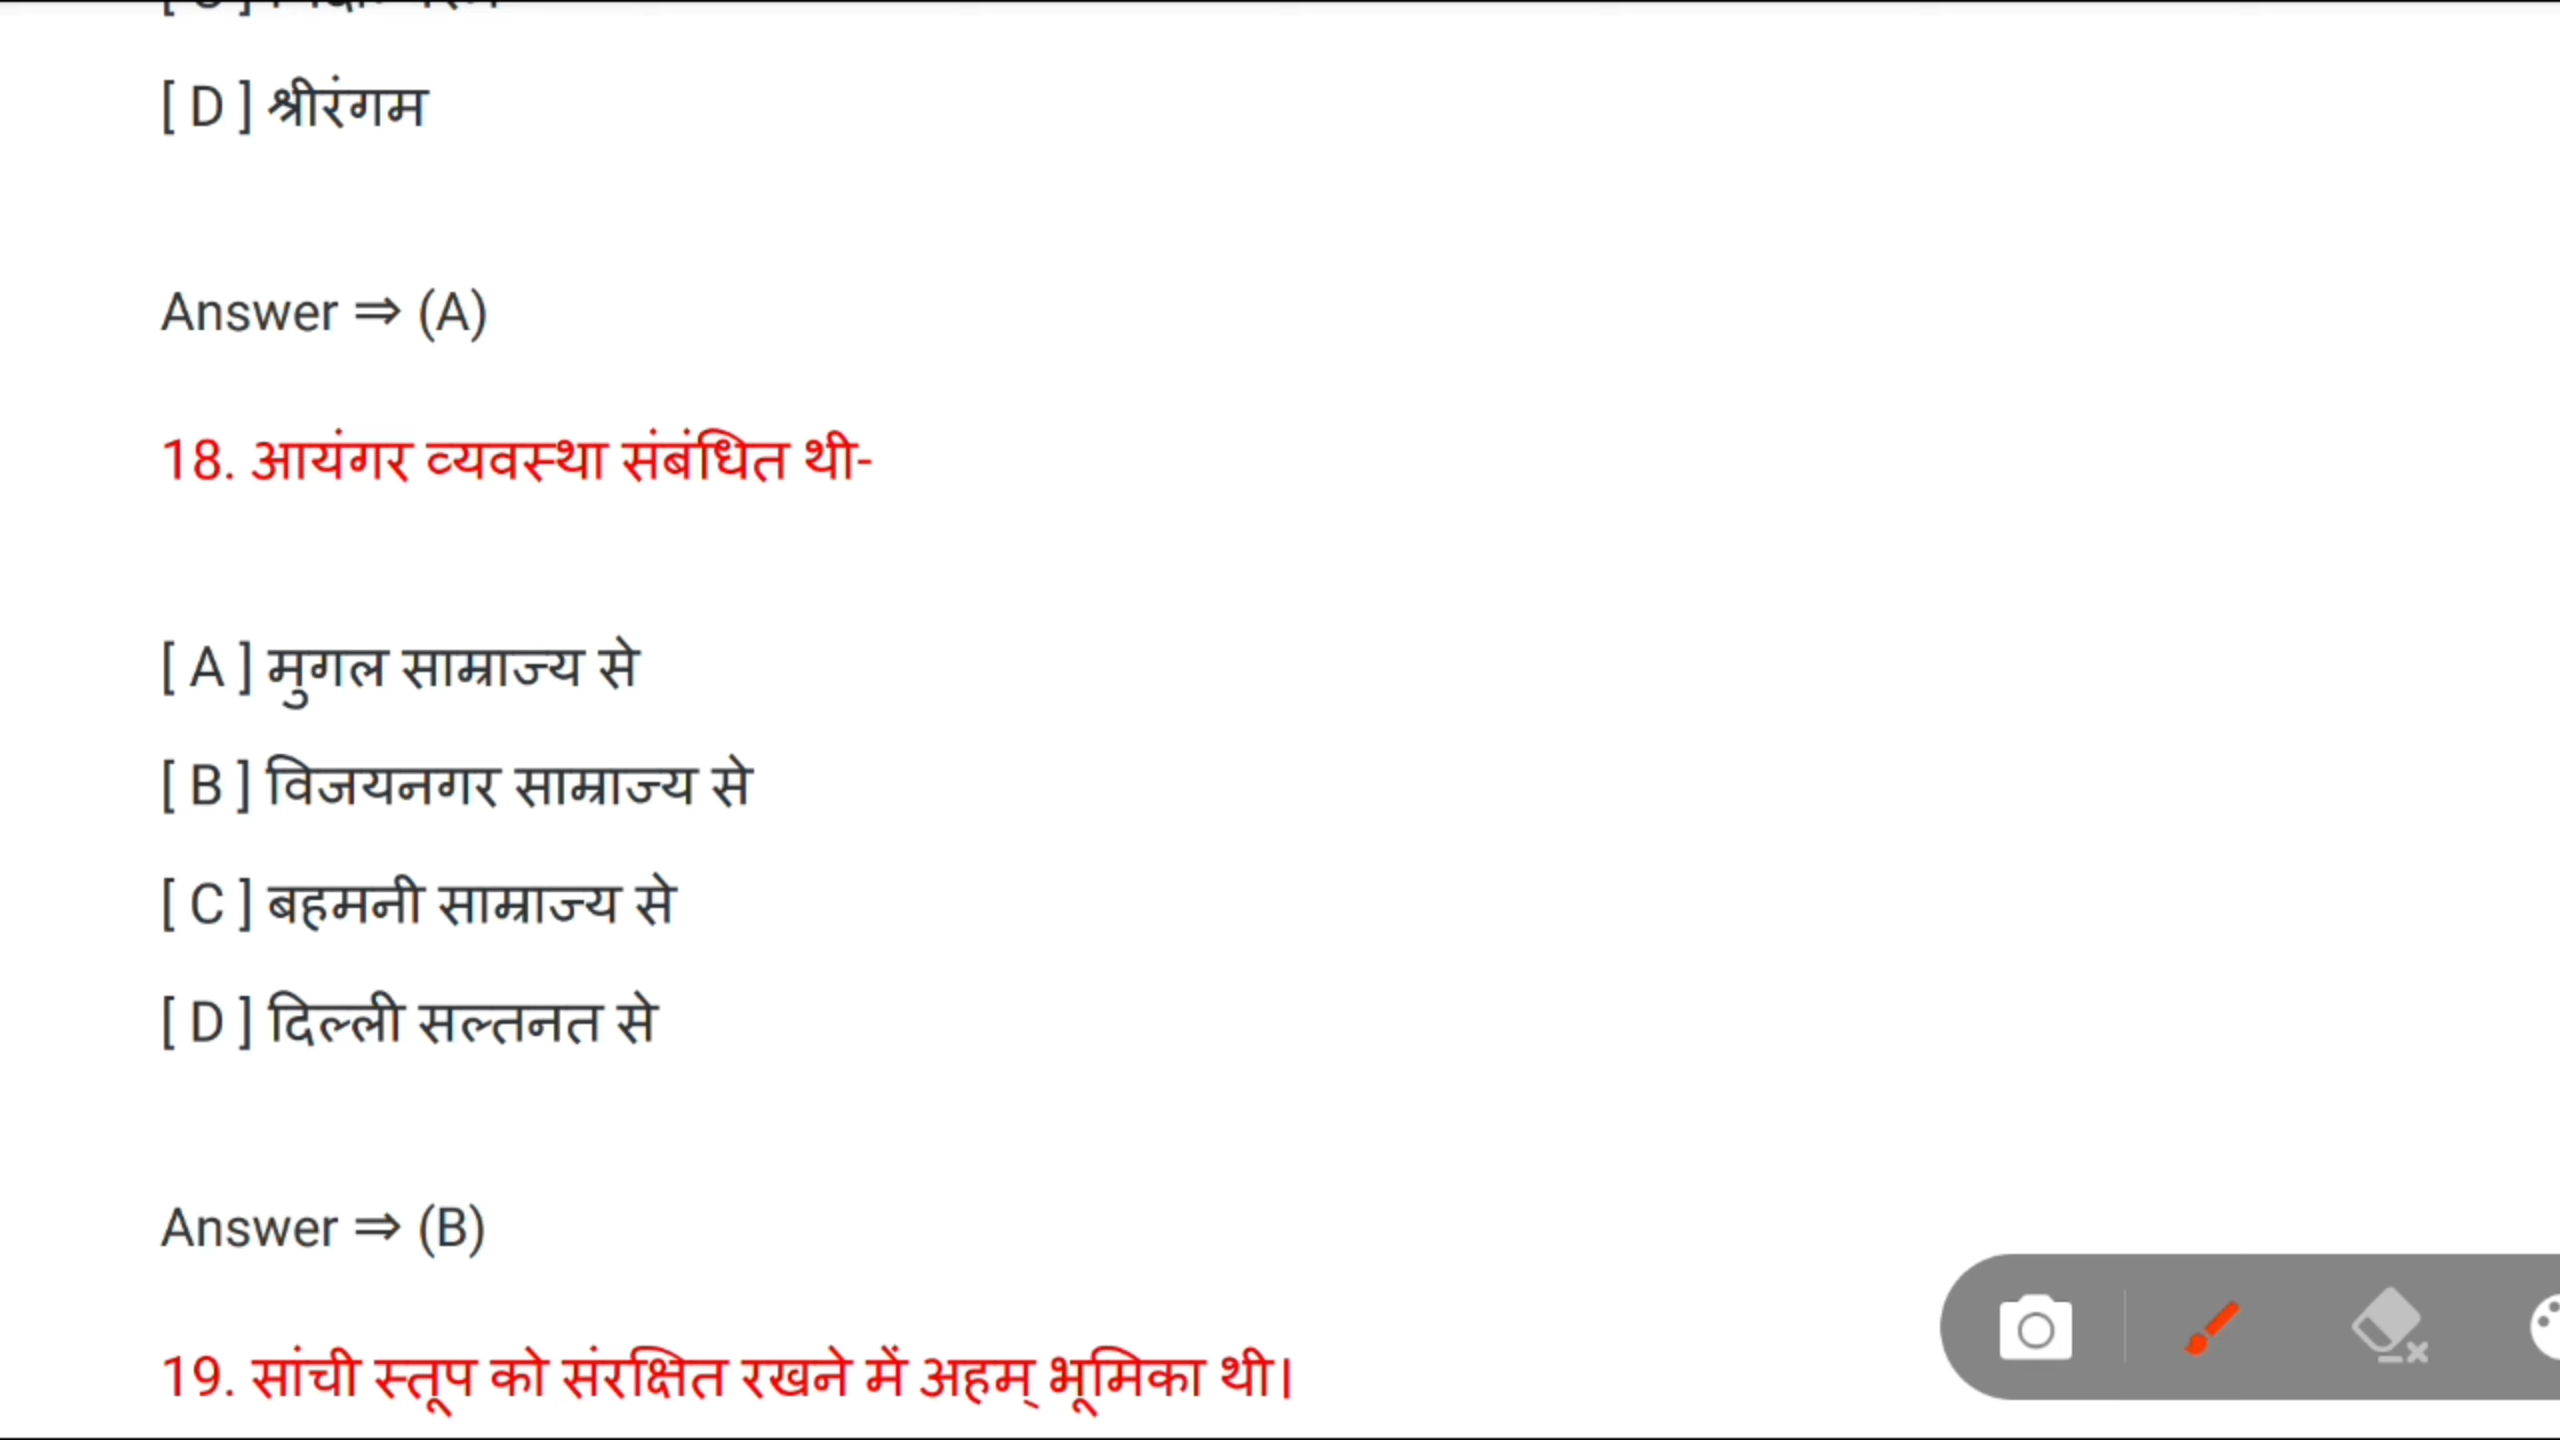 [ D ] श्रीरंगम
Answer ⇒ (A)
18. आयंगर व्यवस्था संबंधित थी-
[ A ] मुगल साम्राज्य से
[ B ] विजयनगर साम्राज्य से
[ C ] बहमनी साम्राज्य से
[ D ] दिल्ली सल्तनत से
Answer ⇒ (B)
19. सांची स्तूप को संरक्षित रखने में अहम् भूमिका थी।